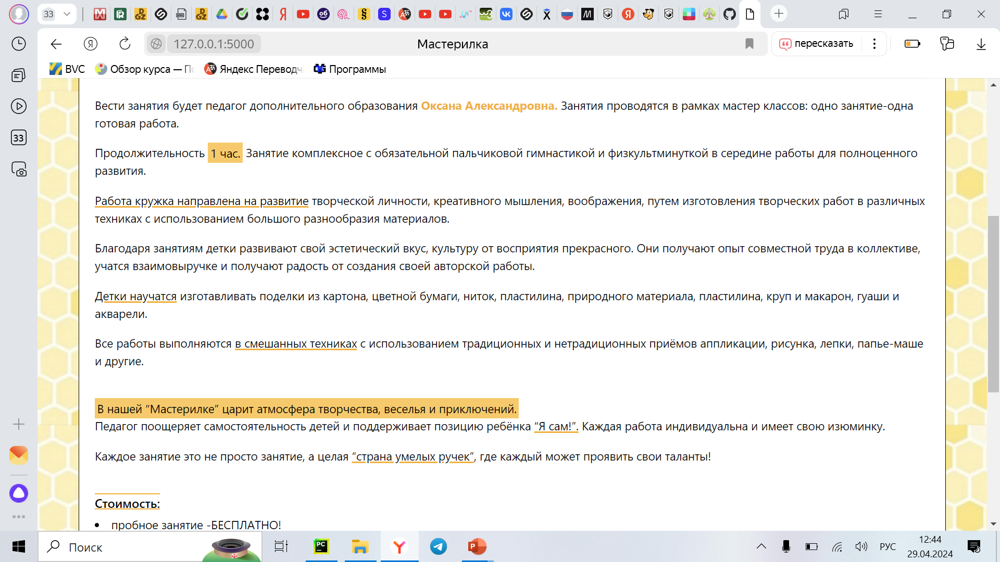 33
127.0.0.1:5000
Мастерилка
пересказать
BVC
Обзор курса — По
Яндекс Переводч
Программы
33
Вести занятия будет педагог дополнительного образования Оксана Александровна. Занятия проводятся в рамках мастер классов: одно занятие-одна
готовая работа.
Продолжительность 1 час. Занятие комплексное с обязательной пальчиковой гимнастикой и физкультминуткой в середине работы для полноценного
развития.
Работа кружка направлена на развитие творческой личности, креативного мышления, воображения, путем изготовления творческих работ в различных
техниках с использованием большого разнообразия материалов.
Благодаря занятиям детки развивают свой эстетический вкус, культуру от восприятия прекрасного. Они получают опыт совместной труда в коллективе,
учатся взаимовыручке и получают радость от создания своей авторской работы.
Детки научатся изготавливать поделки из картона, цветной бумаги, ниток, пластилина, природного материала, пластилина, круп и макарон, гуаши и
акварели.
Все работы выполняются в смешанных техниках с использованием традиционных и нетрадиционных приёмов аппликации, рисунка, лепки, папье-маше
и другие.
В нашей “Мастерилке” царит атмосфера творчества, веселья и приключений.
Педагог поощряет самостоятельность детей и поддерживает позицию ребёнка “Я сам!”. Каждая работа индивидуальна и имеет свою изюминку.
Каждое занятие это не просто занятие, а целая “страна умелых ручек”, где каждый может проявить свои таланты!
Стоимость:
• пробное занятие -БЕСПЛАТНО!
Поиск
РУС
12:44
29.04.2024